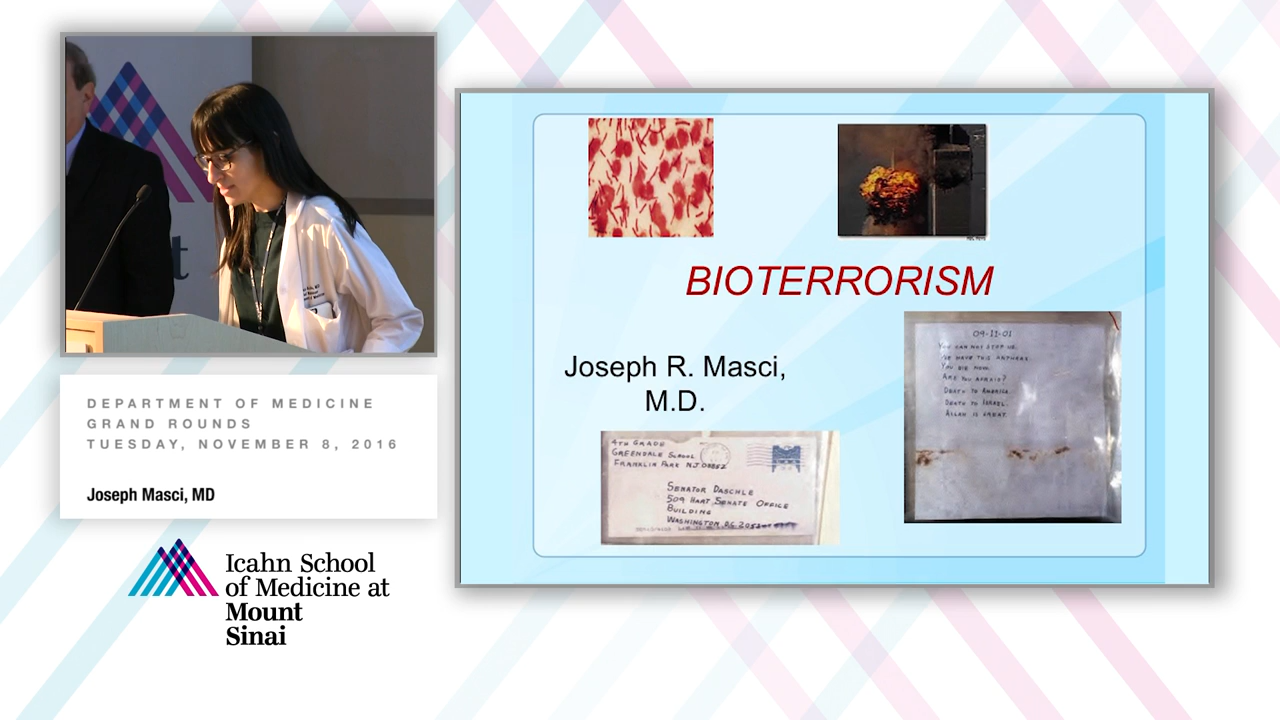 DEPARTMENT OF MEDICINE
GRAND ROUNDS
TUESDAY, NOVEMBER 8, 2016
Joseph Masci, MD
Icahn School
of Medicine at
Mount
Sinai
BIOTERRORISM
Joseph R. Masci,
M.D.
09-11-01
YOU CAN NOT STOP US.
WE HAVE THIS ANTHRAX.
YOU DIE NOW.
ARE YOU AFRAID?
DEATH TO AMERICA.
DEATH TO ISRAEL.
ALLAH IS GREAT.
4TH GRADE
GREENDALE SCHOOL
FRANKLIN PARK NJ 08852
SENATOR DASCHLE
509 HART SENATE OFFICE
BUILDING
WASHINGTON DC 2053